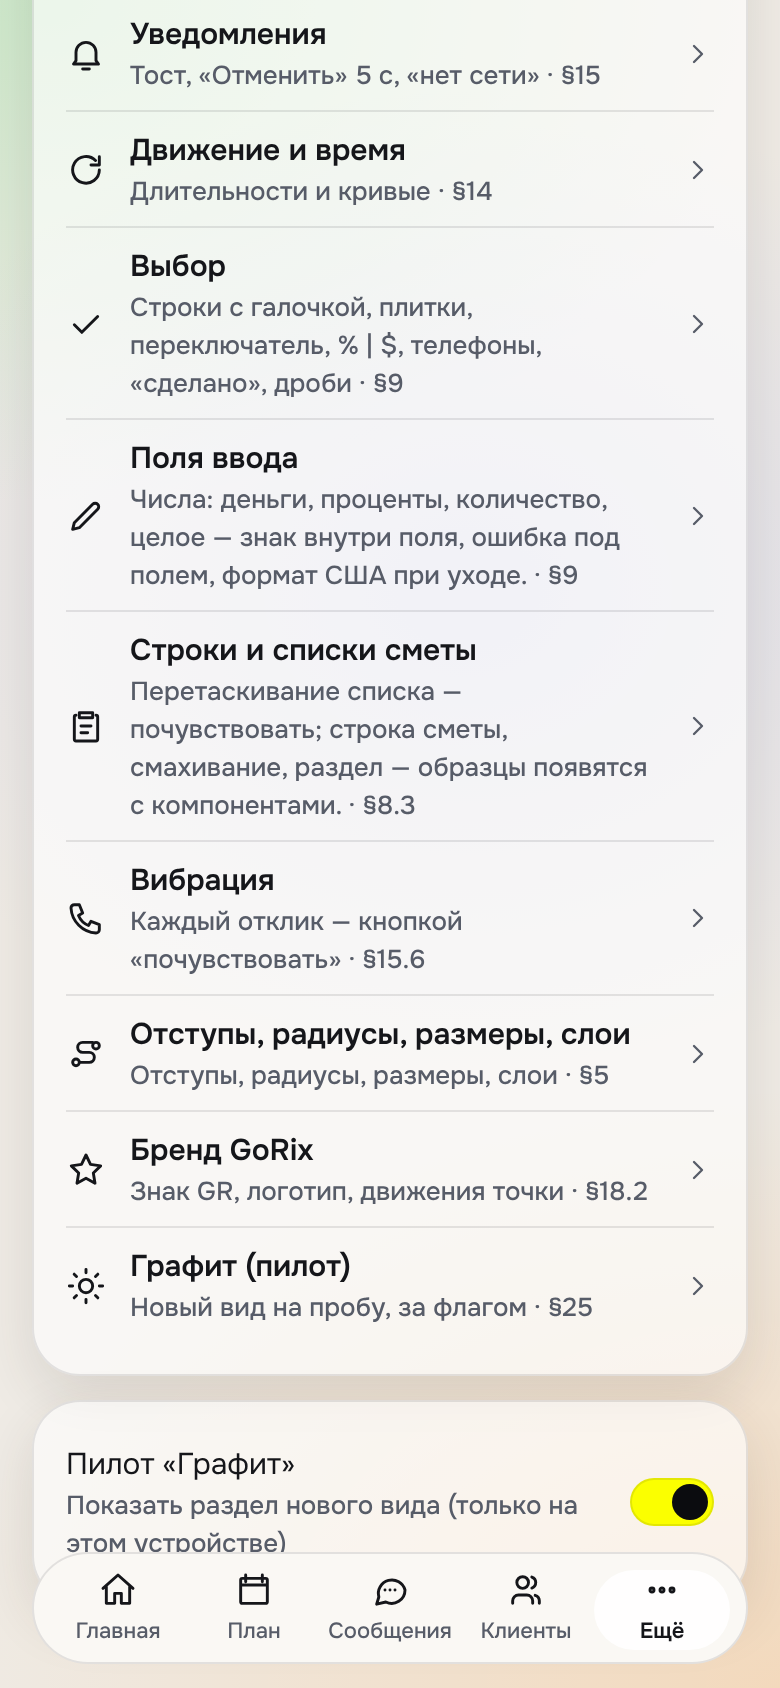 Уведомления
Тост, «Отменить» 5 с, «нет сети» · §15
Движение и время
Длительности и кривые · §14
Выбор
Строки с галочкой, плитки,
переключатель, % | $, телефоны,
«сделано», дроби · §9
Поля ввода
Числа: деньги, проценты, количество,
целое — знак внутри поля, ошибка под
полем, формат США при уходе. · §9
Строки и списки сметы
Перетаскивание списка —
почувствовать; строка сметы,
смахивание, раздел — образцы появятся
с компонентами. · §8.3
Вибрация
Каждый отклик — кнопкой
«почувствовать» · §15.6
Отступы, радиусы, размеры, слои
Отступы, радиусы, размеры, слои · §5
Бренд GoRix
Знак GR, логотип, движения точки · §18.2
Графит (пилот)
Новый вид на пробу, за флагом · §25
Пилот «Графит»
Показать раздел нового вида (только на
этом устройстве)
Главная
План
Сообщения
Клиенты
Ещё